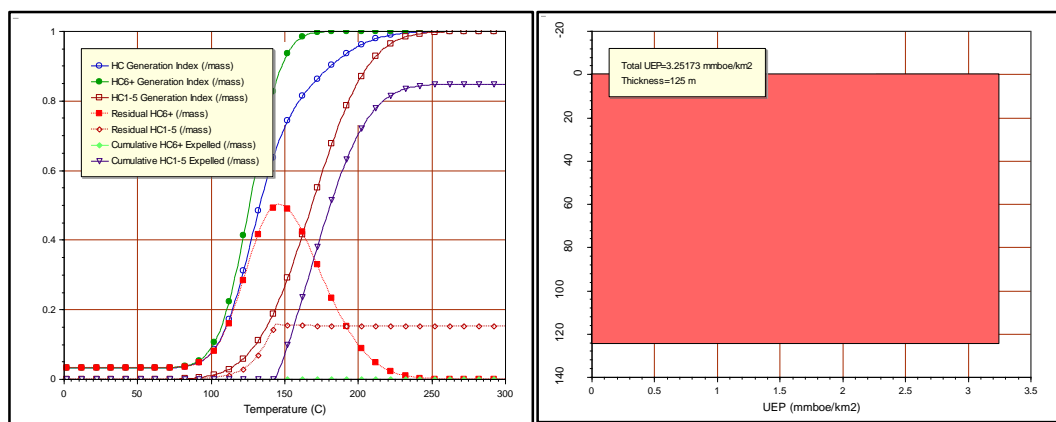 1
0.8
0.6
0.4
0.2
0
HC Generation Index (/mass)
HC6+ Generation Index (/mass)
HC1-5 Generation Index (/mass)
Residual HC6+ (/mass)
Residual HC1-5 (/mass)
Cumulative HC6+ Expelled (/mass)
Cumulative HC1-5 Expelled (/mass)
0 50 100 150 200 250 300
Temperature (C)
-20
0
20
40
60
80
100
120
140
Total UEP=3.25173 mmboe/km2
Thickness=125 m
0 0.5 1 1.5 2 2.5 3 3.5
UEP (mmboe/km2)